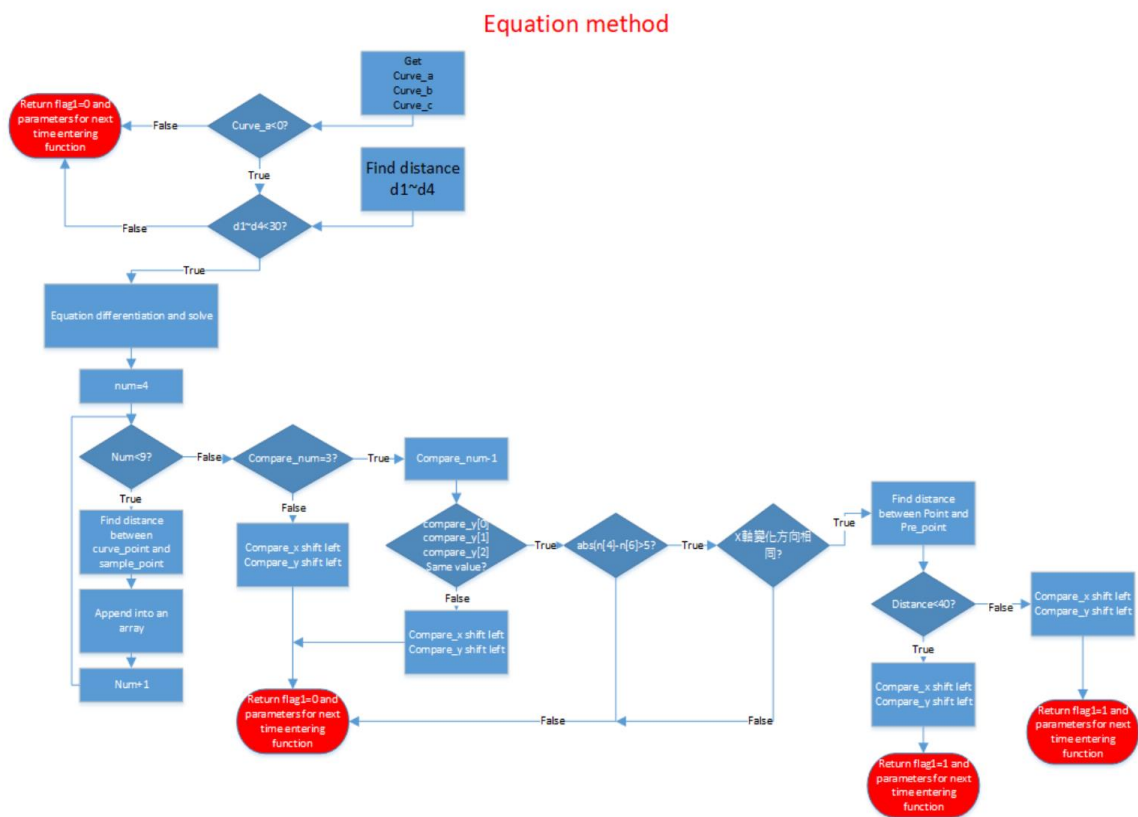 Equation method
Get
Curve_a
Curve_b
Curve_c
Return flag1=0 and
parameters for next
time entering
function
False
Curve_a<0?
True
Find distance
d1~d4
False
d1~d4<30?
True
Equation differentiation and solve
num=4
Num<9?
False
Compare_num=3?
True
Compare_num-1
True
Find distance
between
curve_point and
sample_point
Append into an
array
Num+1
False
Compare_x shift left
Compare_y shift left
compare_y[0]
compare_y[1]
compare_y[2]
Same value?
True
abs(n[4]-n[6]>5?
True
X軸變化方向相
同?
True
Find distance
between Point and
Pre_point
False
Compare_x shift left
Compare_y shift left
Distance<40?
False
Compare_x shift left
Compare_y shift left
True
Compare_x shift left
Compare_y shift left
Return flag1=0 and
parameters for next
time entering
function
False
False
Return flag1=1 and
parameters for next
time entering
function
Return flag1=1 and
parameters for next
time entering
function